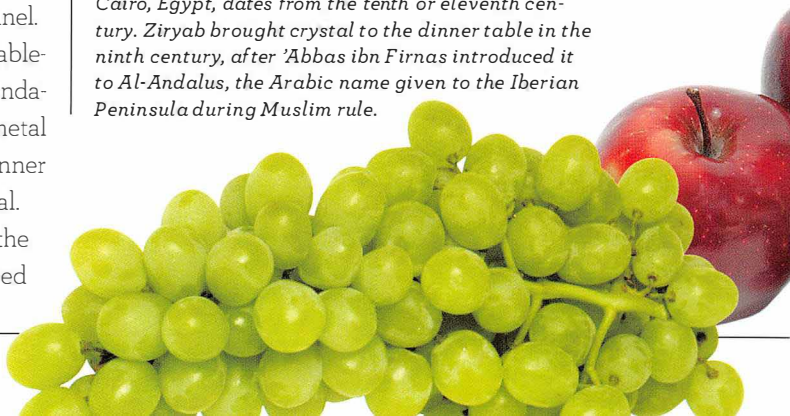 nel.
able-
nda-
netal
nner
al.
the
ed
Cairo, Egypt, dates from the tenth or eleventh cen-
tury. Ziryab brought crystal to the dinner table in the
ninth century, after ’Abbas ibn Firnas introduced it
to Al-Andalus, the Arabic name given to the Iberian
Peninsula during Muslim rule.